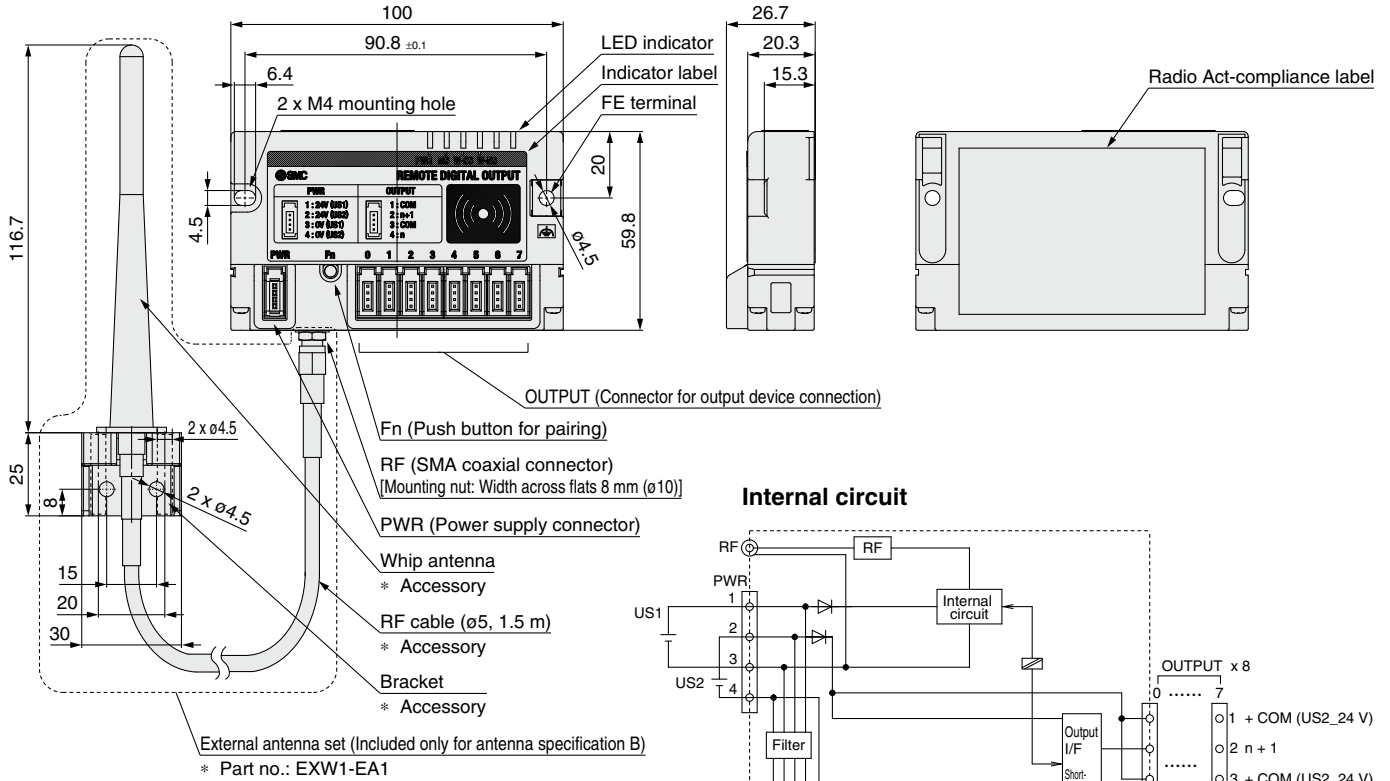 100
90.8 ±0.1
6.4
2 x M4 mounting hole
LED indicator
Indicator label
FE terminal
26.7
20.3
15.3
Radio Act-compliance label
116.7
4.5
20
59.8
ø4.5
SMC
REMOTE DIGITAL OUTPUT
PWR
1 : 24V (US1)
2 : 24V (US2)
3 : 0V (US1)
4 : 0V (US2)
OUTPUT
1 : COM
2 : n+1
3 : COM
4 : n
PWR Fn 0 1 2 3 4 5 6 7
OUTPUT (Connector for output device connection)
Fn (Push button for pairing)
RF (SMA coaxial connector)
[Mounting nut: Width across flats 8 mm (ø10)]
PWR (Power supply connector)
Whip antenna
* Accessory
RF cable (ø5, 1.5 m)
* Accessory
Bracket
* Accessory
External antenna set (Included only for antenna specification B)
* Part no.: EXW1-EA1
2 x ø4.5
2 x ø4.5
25
8
15
20
30
Internal circuit
RF
RF
PWR
US1
1
2
3
US2
4
Internal
circuit
Filter
Output
I/F
Short-
OUTPUT x 8
0 ...... 7
1 + COM (US2_24 V)
2 n + 1
......
3 + COM (US2_24 V)